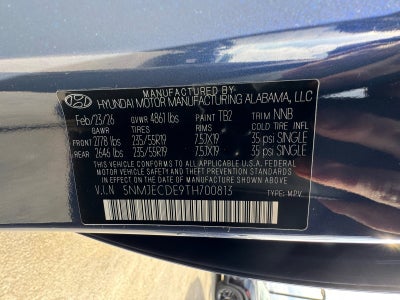 MANUFACTURED BY
HYUNDAI MOTOR MANUFACTURING ALABAMA, LLC
Feb/23/26 GVWR 4861 lbs PAINT TB2 TRIM NNB
GAWR TIRES RIMS COLD TIRE INFLATION
FRONT 2778 lbs 235/55R19 7.5JX19 35 psi SINGLE
REAR 2646 lbs 235/55R19 7.5JX19 35 psi SINGLE
THIS VEHICLE CONFORMS TO ALL APPLICABLE U.S.A. FEDERAL
MOTOR VEHICLE SAFETY, BUMPER, AND THEFT PREVENTION STANDARDS
IN EFFECT ON THE DATE OF MANUFACTURE SHOWN ABOVE.
V.I.N 5NMJECDE9TH700813 TYPE: MPV